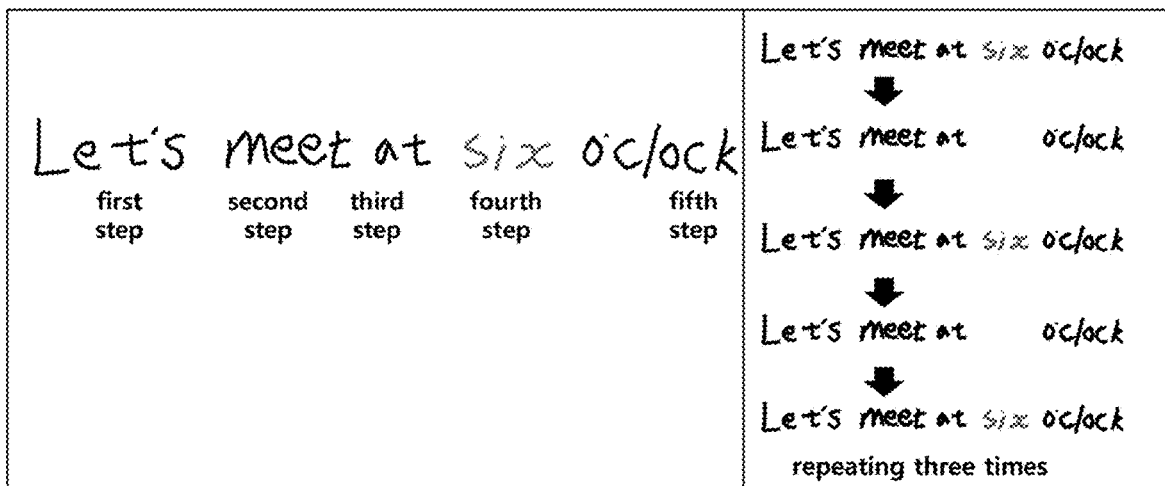 Let's meet at six o'clock
first step
second step
third step
fourth step
fifth step
Let's meet at six o'clock
Let's meet at o'clock
Let's meet at six o'clock
Let's meet at o'clock
Let's meet at six o'clock
repeating three times